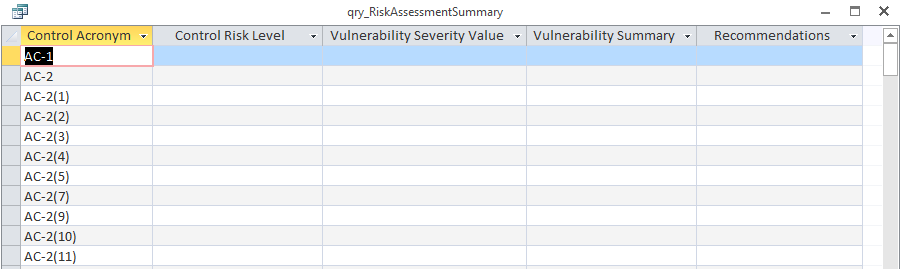 qry_RiskAssessmentSummary
Control Acronym Control Risk Level Vulnerability Severity Value Vulnerability Summary Recommendations
AC-1
AC-2
AC-2(1)
AC-2(2)
AC-2(3)
AC-2(4)
AC-2(5)
AC-2(7)
AC-2(9)
AC-2(10)
AC-2(11)